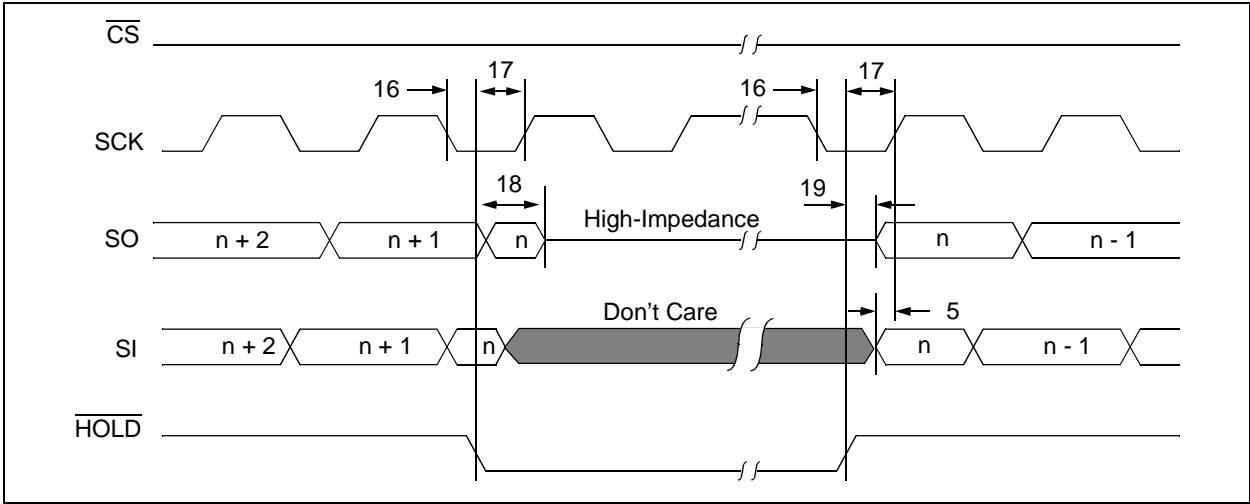 CS
16
17
16
17
SCK
18
19
SO
n + 2
n + 1
n
High-Impedance
n
n - 1
Don't Care
5
SI
n + 2
n + 1
n
n
n - 1
HOLD